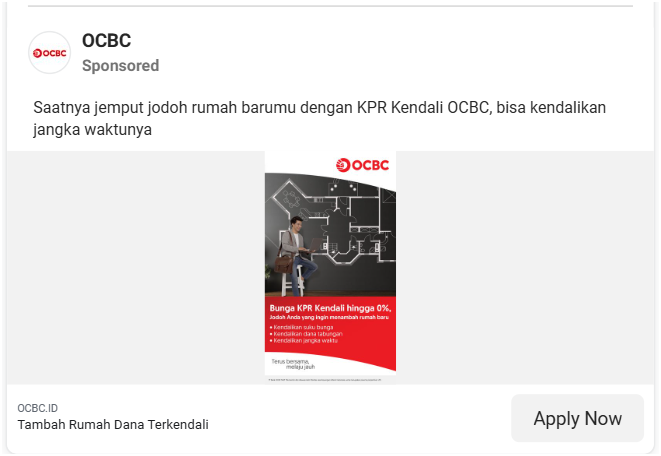 OCBC
OCBC
Sponsored
Saatnya jemput jodoh rumah barumu dengan KPR Kendali OCBC, bisa kendalikan
jangka waktunya
OCBC
Bunga KPR Kendali hingga 0%,
Jodoh Anda yang ingin menambah rumah baru
• Kendalikan suku bunga
• Kendalikan dana tabungan
• Kendalikan jangka waktu
Terus bersama,
melaju jauh
OCBC.ID
Tambah Rumah Dana Terkendali
Apply Now